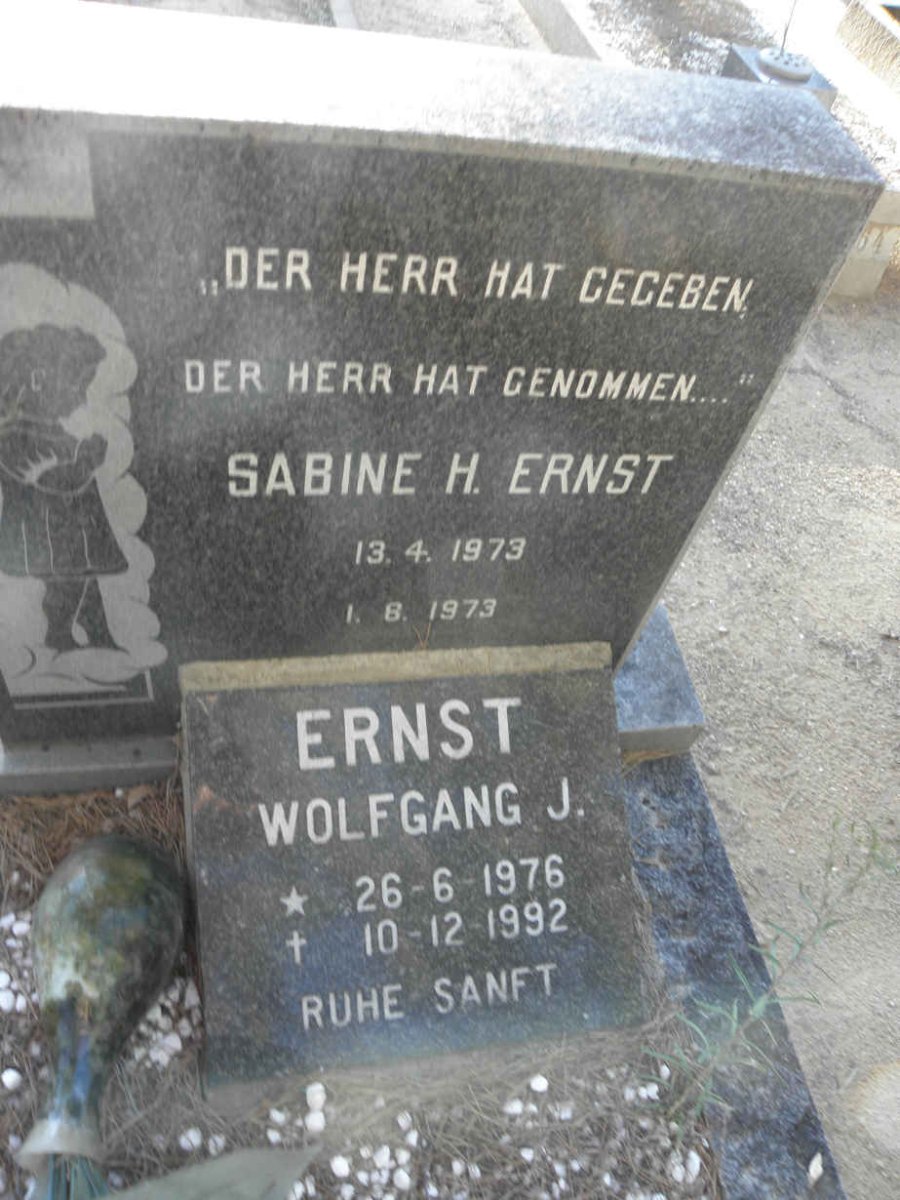 „DER HERR HAT GEGEBEN,
DER HERR HAT GENOMMEN...."
SABINE H. ERNST
13. 4. 1973
1. 8. 1973
ERNST
WOLFGANG J.
★ 26-6-1976
† 10-12-1992
RUHE SANFT